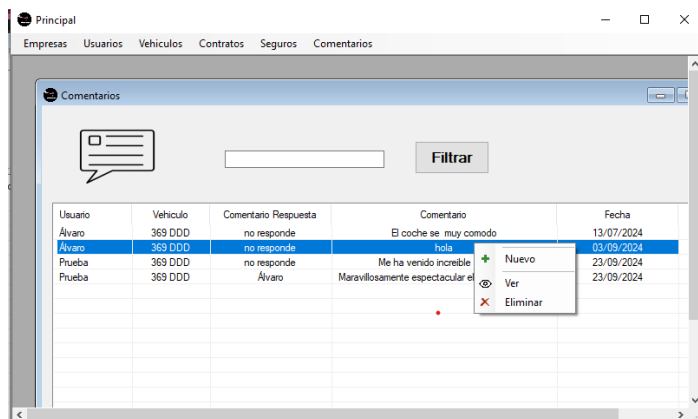 Principal
Empresas Usuarios Vehiculos Contratos Seguros Comentarios
Comentarios
Filtrar
Usuario Vehiculo Comentario Respuesta Comentario Fecha
Álvaro 369 DDD no responde El coche se muy comodo 13/07/2024
Álvaro 369 DDD no responde hola 03/09/2024
Prueba 369 DDD no responde Me ha venido increible 23/09/2024
Prueba 369 DDD Álvaro Maravillosamente espectacular el 23/09/2024
Nuevo
Ver
Eliminar